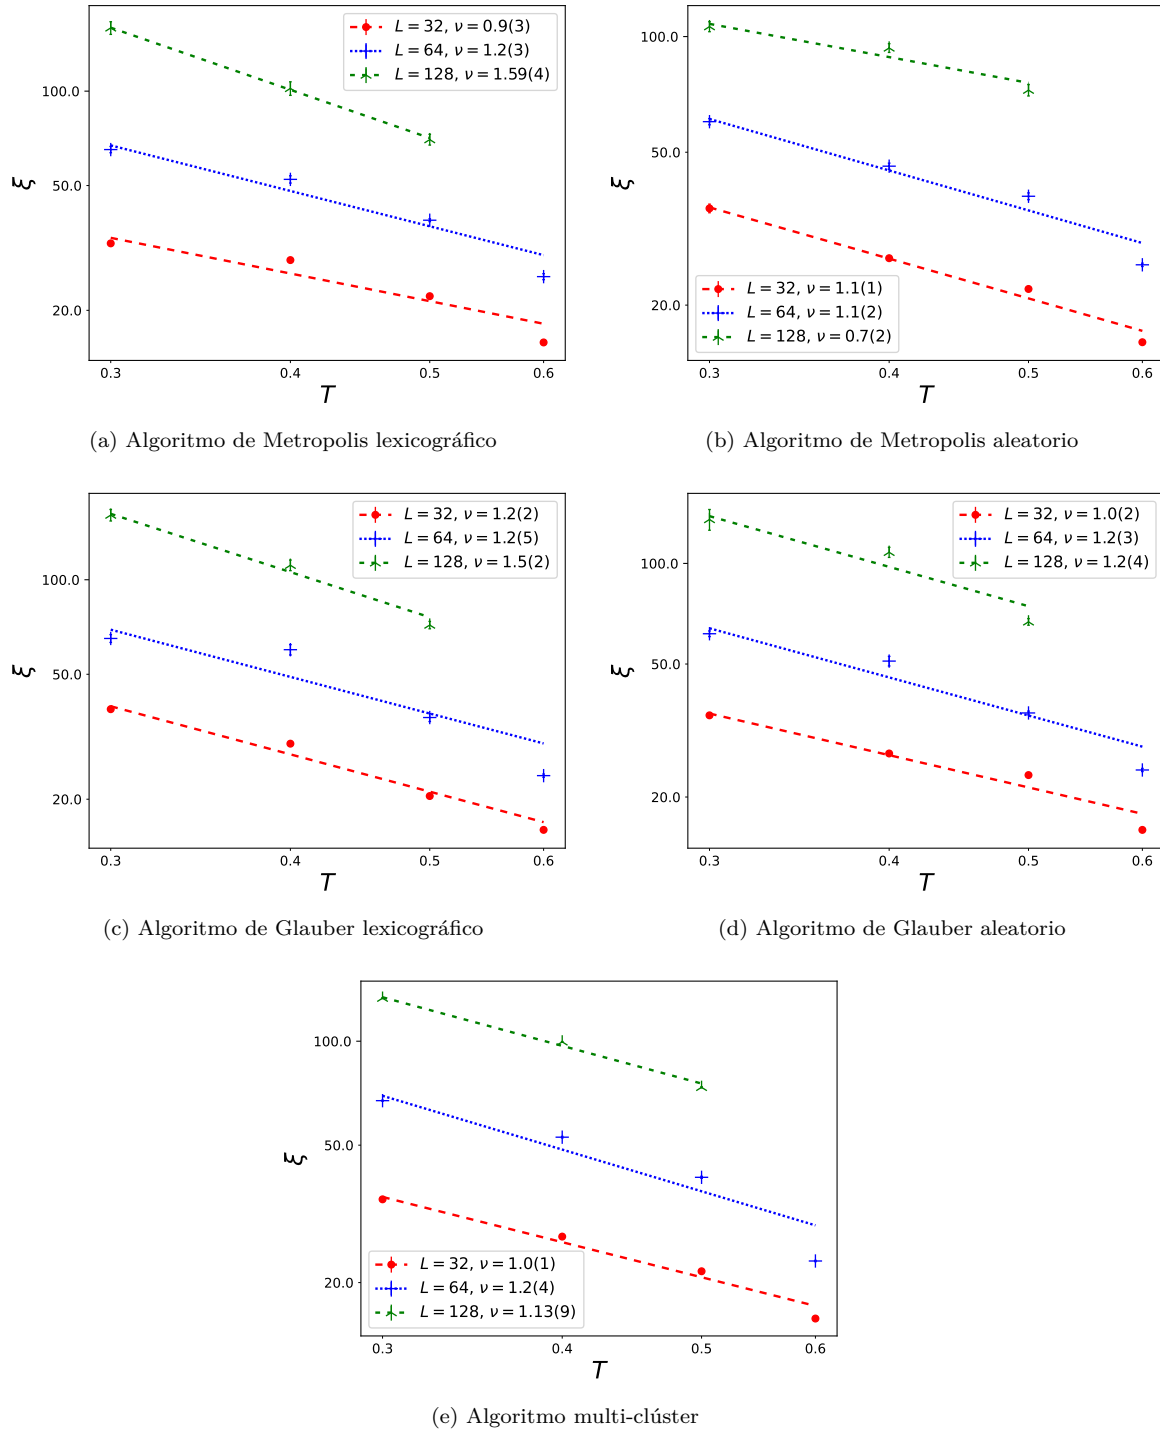 L = 32, ν = 0.9(3)
L = 64, ν = 1.2(3)
L = 128, ν = 1.59(4)
100.0
50.0
20.0
ξ
0.3 0.4 0.5 0.6
T
(a) Algoritmo de Metropolis lexicográfico
100.0
50.0
20.0
ξ
L = 32, ν = 1.1(1)
L = 64, ν = 1.1(2)
L = 128, ν = 0.7(2)
0.3 0.4 0.5 0.6
T
(b) Algoritmo de Metropolis aleatorio
L = 32, ν = 1.2(2)
L = 64, ν = 1.2(5)
L = 128, ν = 1.5(2)
100.0
50.0
20.0
ξ
0.3 0.4 0.5 0.6
T
(c) Algoritmo de Glauber lexicográfico
L = 32, ν = 1.0(2)
L = 64, ν = 1.2(3)
L = 128, ν = 1.2(4)
100.0
50.0
20.0
ξ
0.3 0.4 0.5 0.6
T
(d) Algoritmo de Glauber aleatorio
100.0
50.0
20.0
ξ
L = 32, ν = 1.0(1)
L = 64, ν = 1.2(4)
L = 128, ν = 1.13(9)
0.3 0.4 0.5 0.6
T
(e) Algoritmo multi-clúster